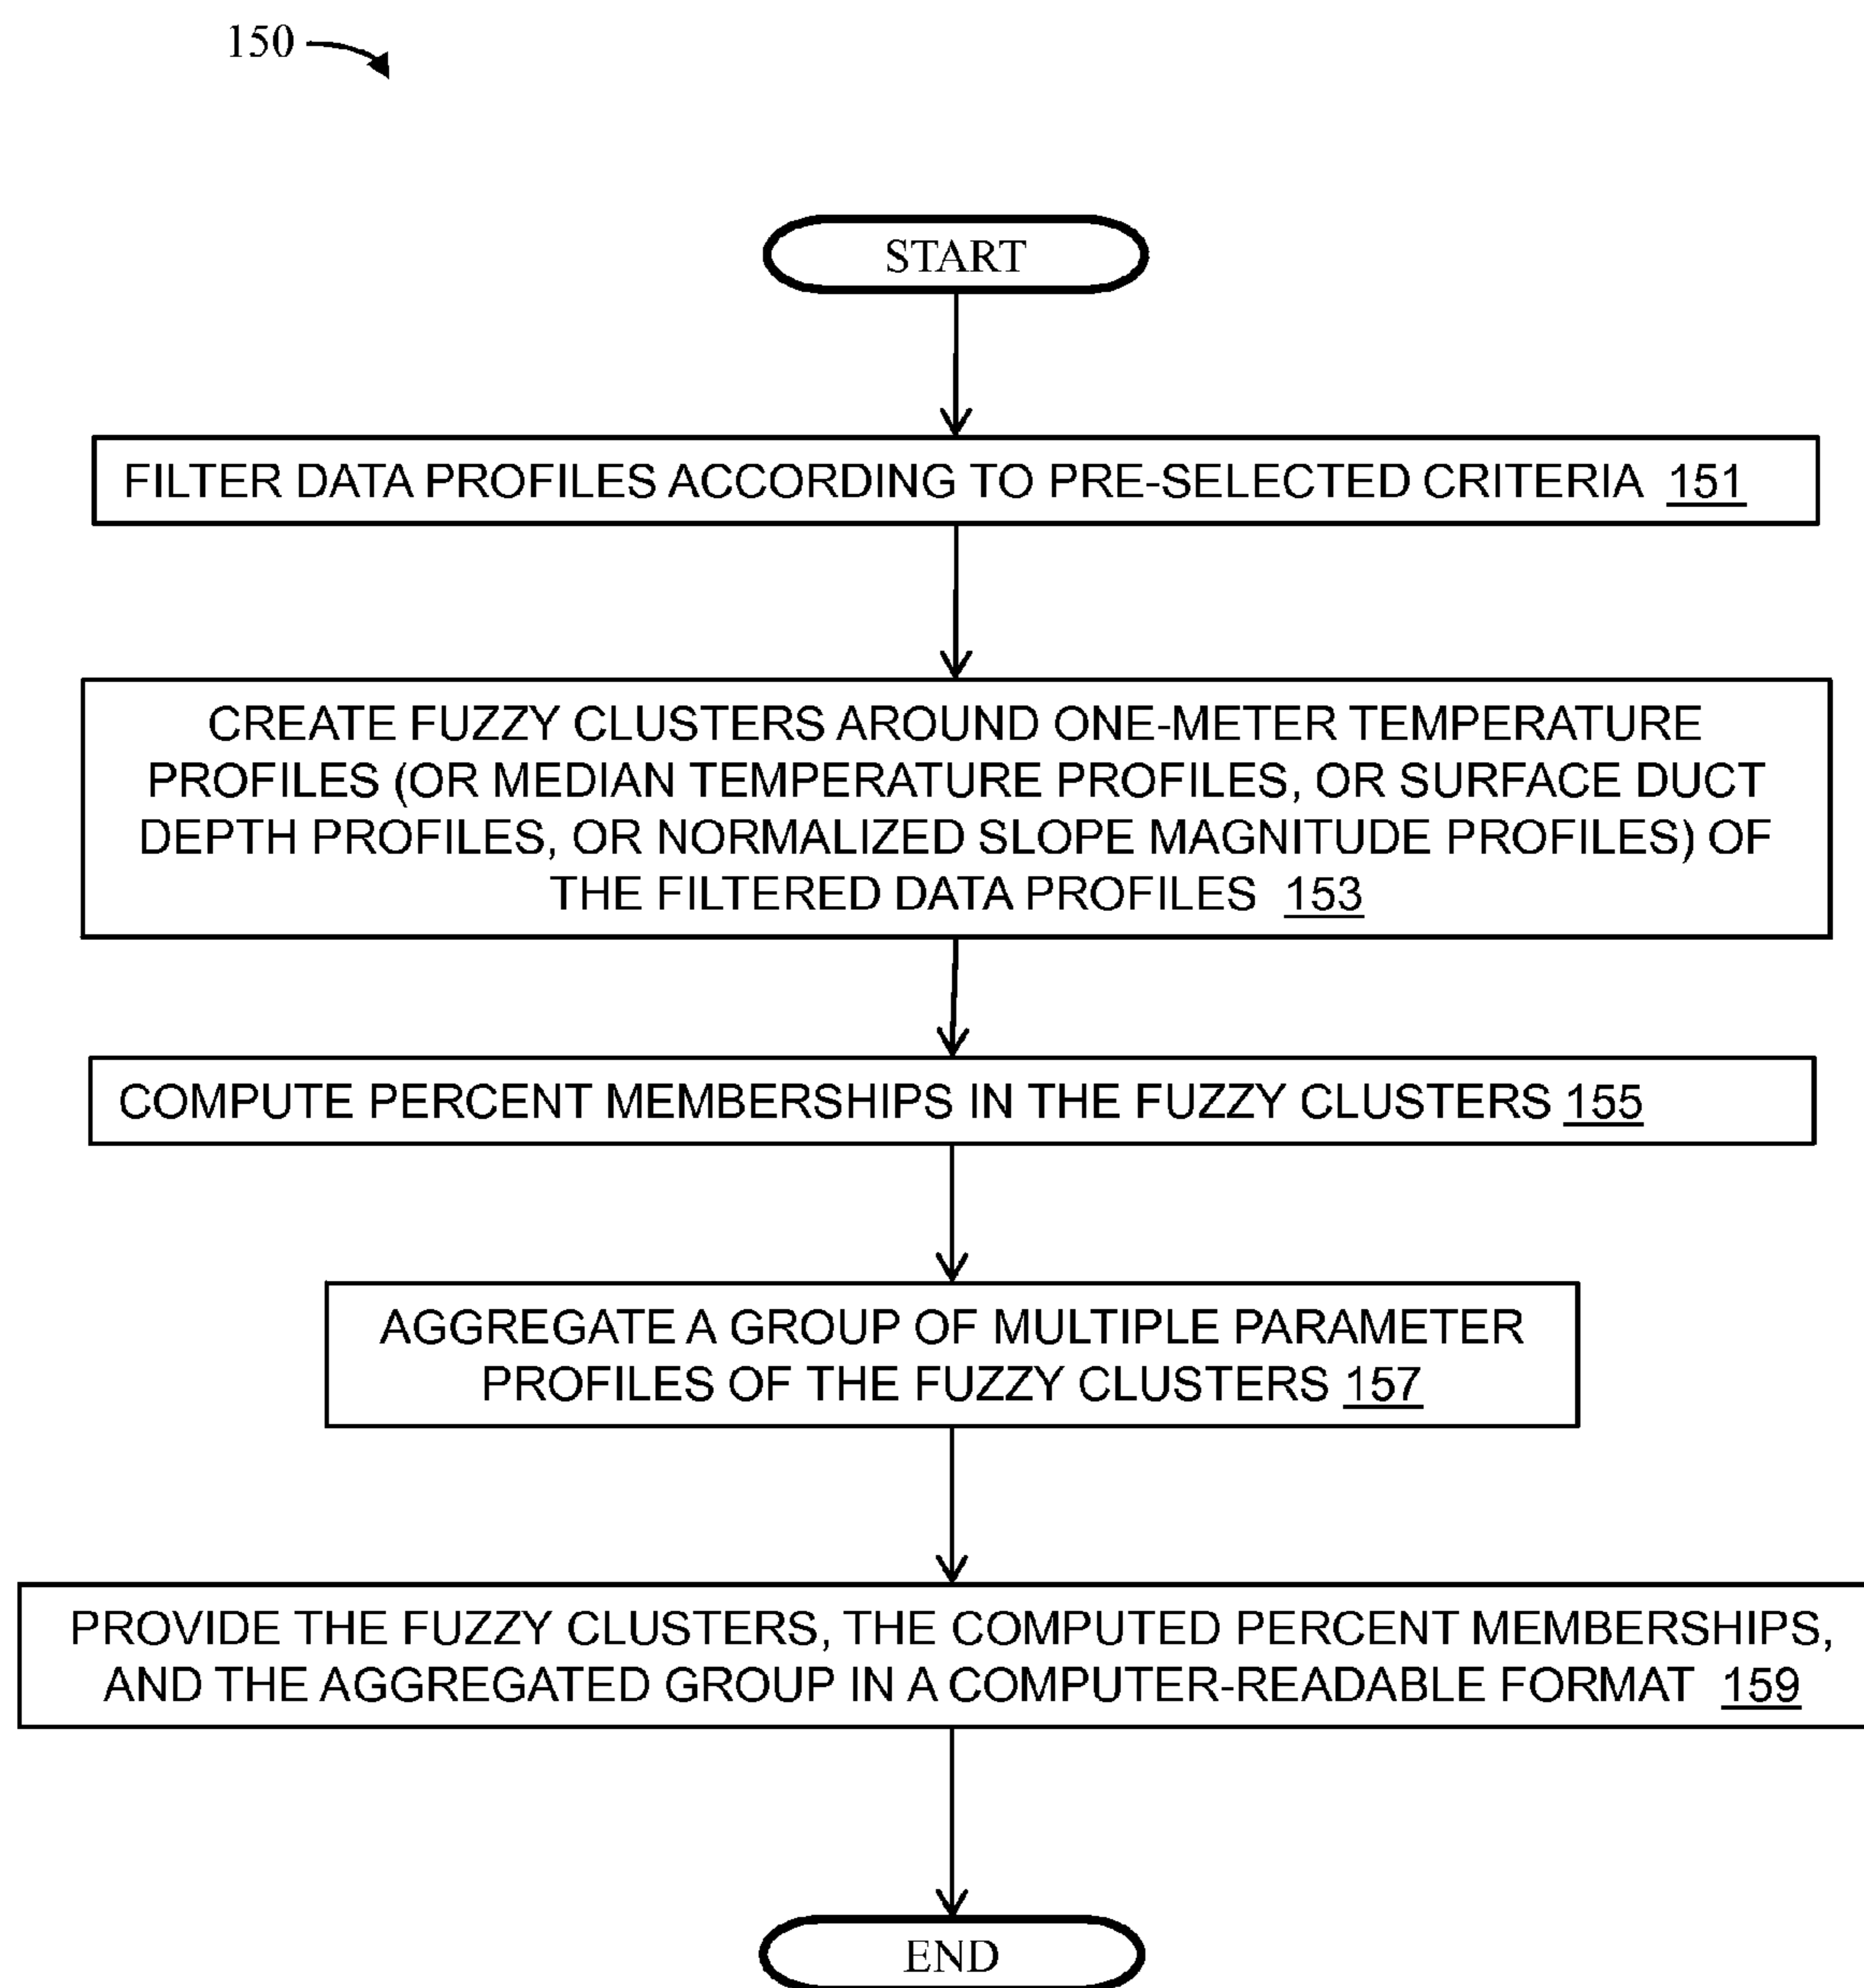 150
START
FILTER DATA PROFILES ACCORDING TO PRE-SELECTED CRITERIA 151
CREATE FUZZY CLUSTERS AROUND ONE-METER TEMPERATURE
PROFILES (OR MEDIAN TEMPERATURE PROFILES, OR SURFACE DUCT
DEPTH PROFILES, OR NORMALIZED SLOPE MAGNITUDE PROFILES) OF
THE FILTERED DATA PROFILES 153
COMPUTE PERCENT MEMBERSHIPS IN THE FUZZY CLUSTERS 155
AGGREGATE A GROUP OF MULTIPLE PARAMETER
PROFILES OF THE FUZZY CLUSTERS 157
PROVIDE THE FUZZY CLUSTERS, THE COMPUTED PERCENT MEMBERSHIPS,
AND THE AGGREGATED GROUP IN A COMPUTER-READABLE FORMAT 159
END